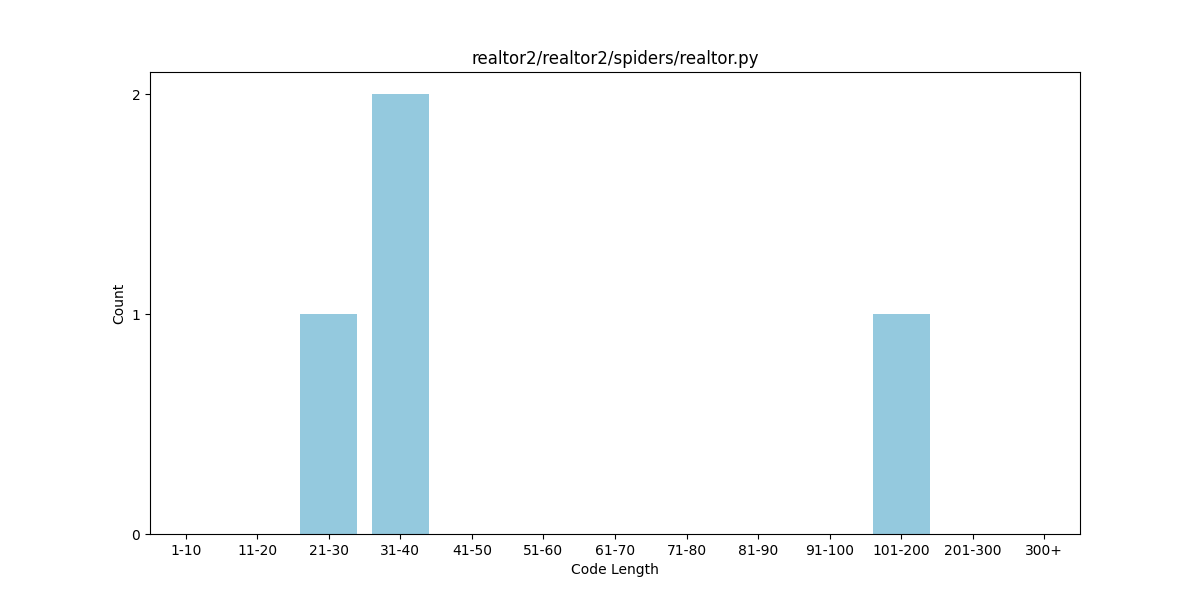 realtor2/realtor2/spiders/realtor.py
2
1
0
Count
1-10 11-20 21-30 31-40 41-50 51-60 61-70 71-80 81-90 91-100 101-200 201-300 300+
Code Length